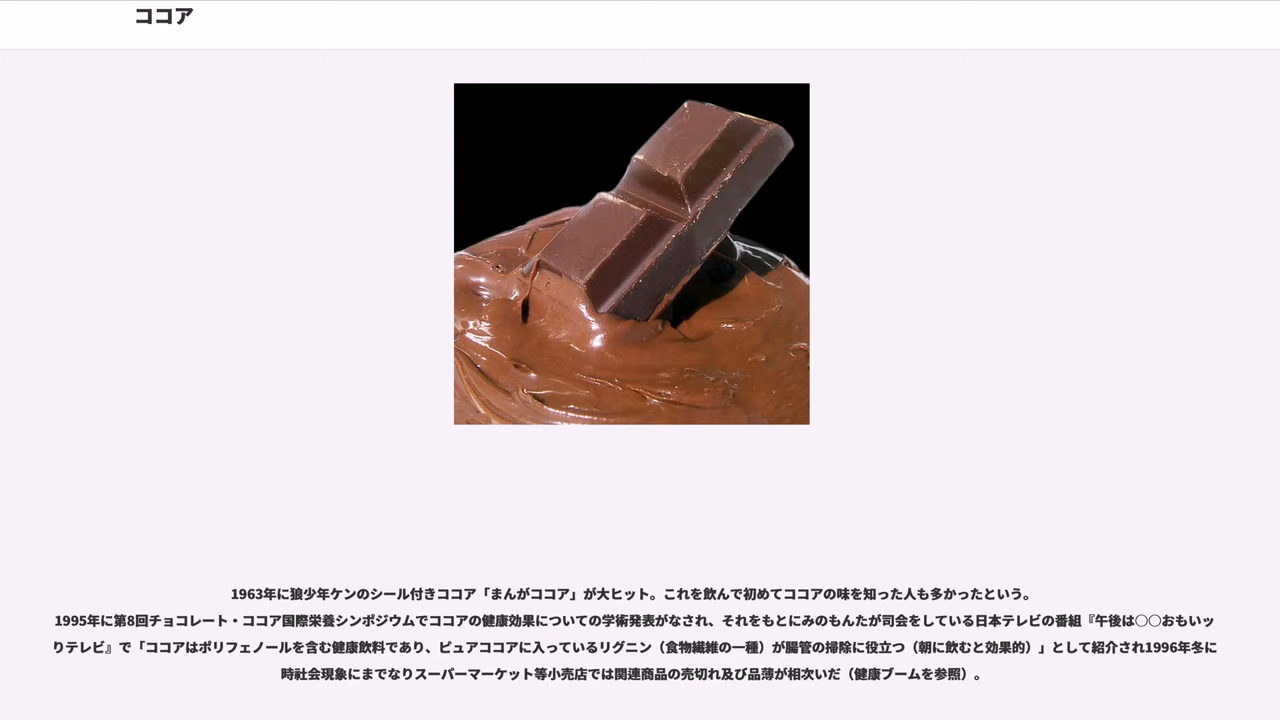 ココア
1963年に狼少年ケンのシール付きココア「まんがココア」が大ヒット。これを飲んで初めてココアの味を知った人も多かったという。
1995年に第8回チョコレート・ココア国際栄養シンポジウムでココアの健康効果についての学術発表がなされ、それをもとにみのもんたが司会をしている日本テレビの番組『午後は〇〇おもいッ
りテレビ』で「ココアはポリフェノールを含む健康飲料であり、ピュアココアに入っているリグニン（食物繊維の一種）が腸管の掃除に役立つ（朝に飲むと効果的）」として紹介され1996年冬に
時社会現象にまでなりスーパーマーケット等小売店では関連商品の売切れ及び品薄が相次いだ（健康ブームを参照）。